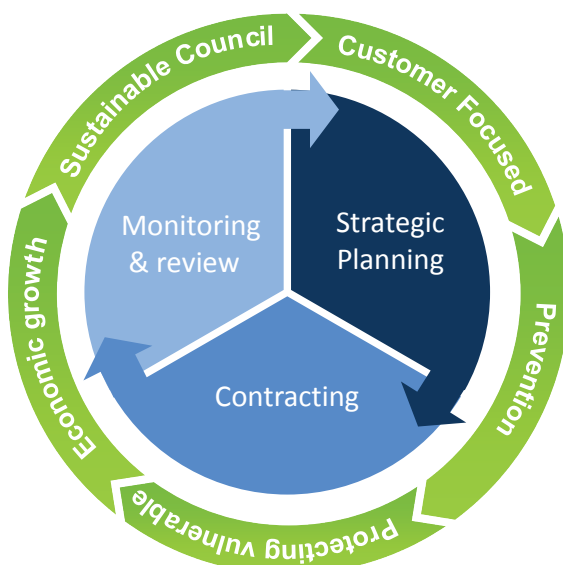 Sustainable Council
Customer Focused
Prevention
Protecting vulnerable
Economic growth
Monitoring
& review
Strategic
Planning
Contracting